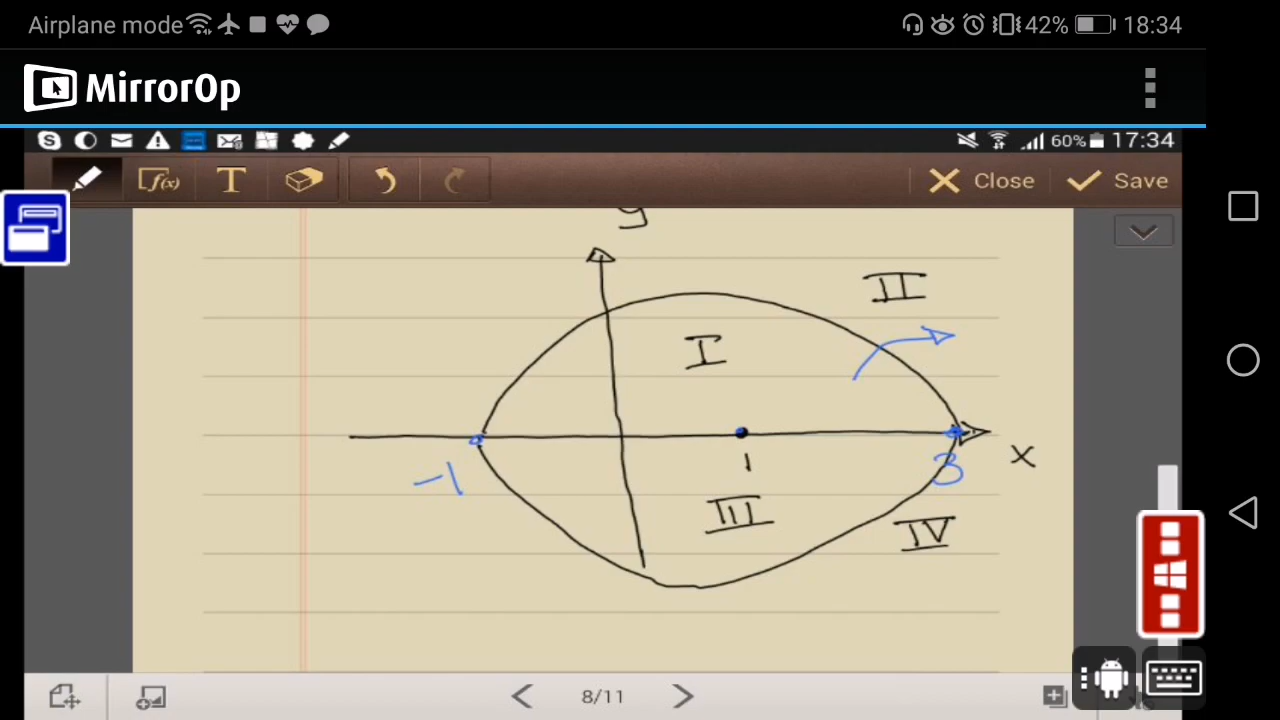 Airplane mode 42% 18:34
MirrorOp
60% 17:34
f(x) T Close Save
y
II
I
-1
1
3
x
III
IV
8/11